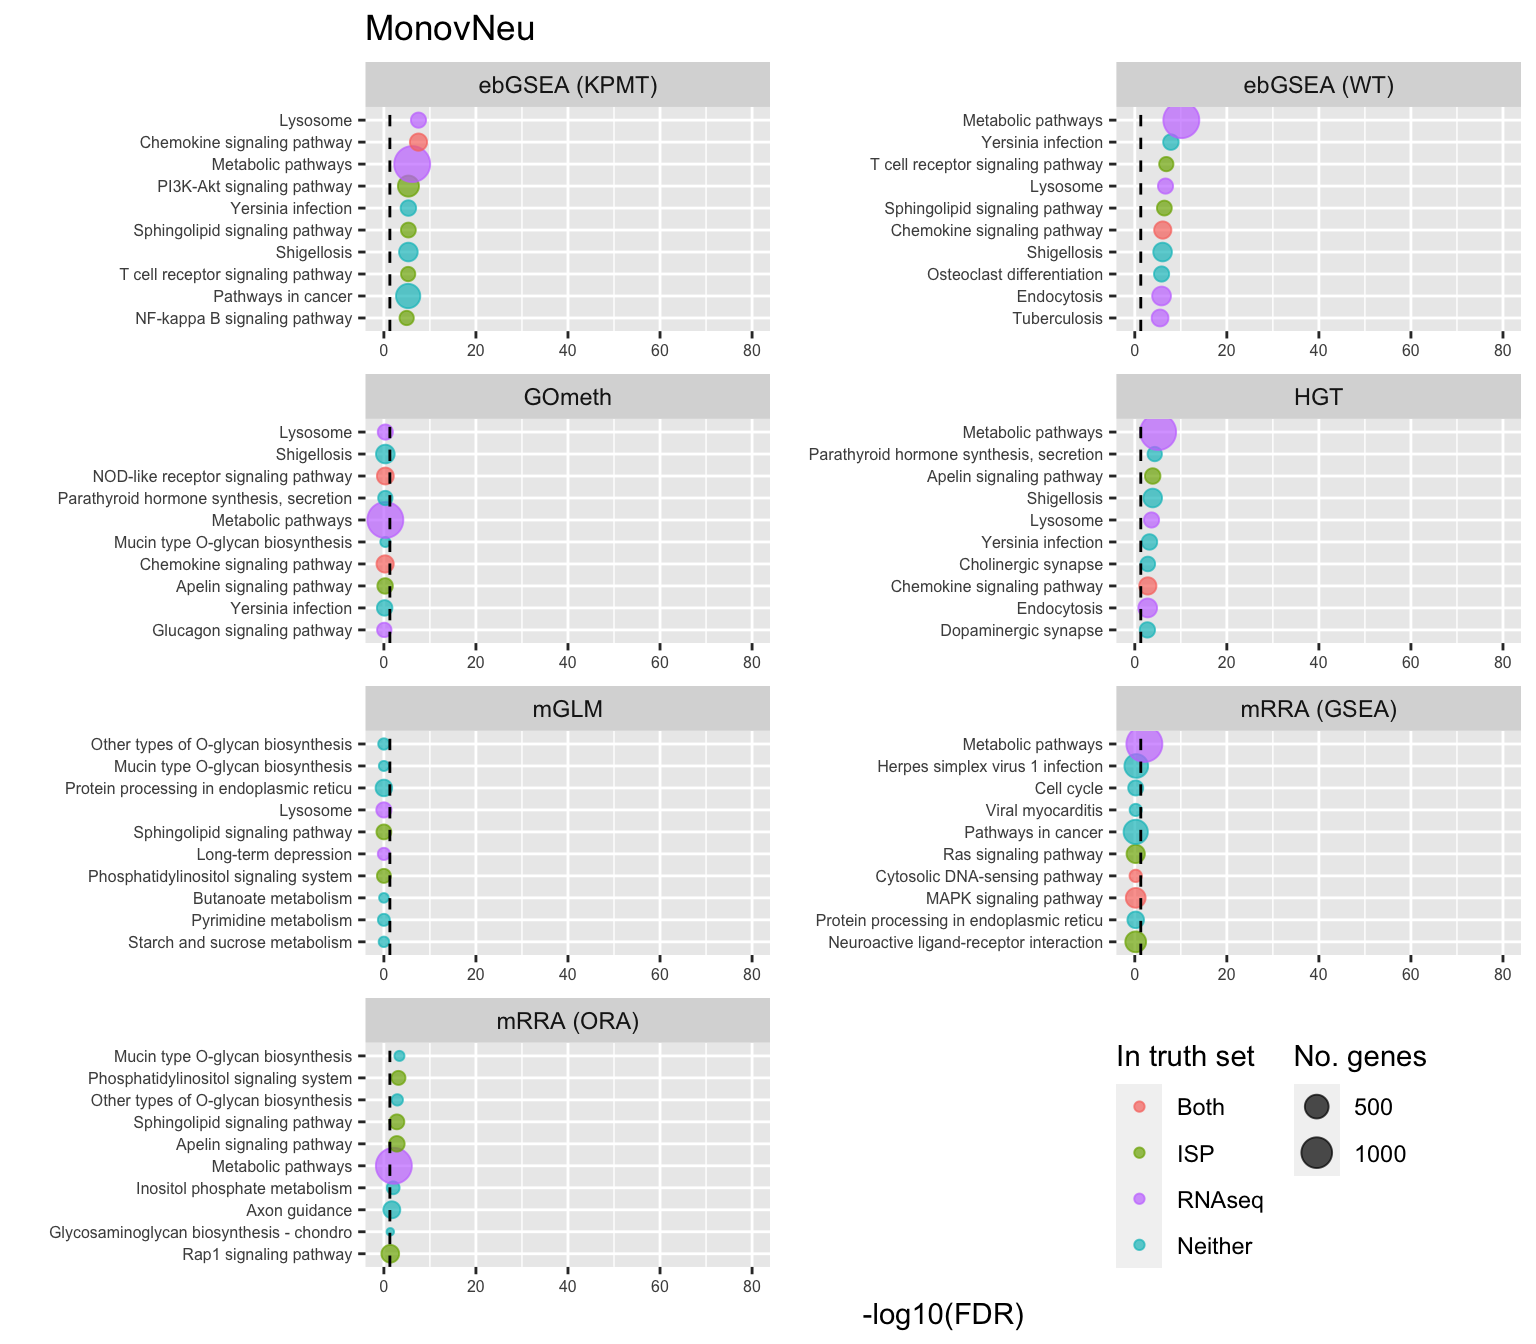 MonovNeu
ebGSEA (KPMT)
Lysosome
Chemokine signaling pathway
Metabolic pathways
PI3K-Akt signaling pathway
Yersinia infection
Sphingolipid signaling pathway
Shigellosis
T cell receptor signaling pathway
Pathways in cancer
NF-kappa B signaling pathway
0 20 40 60 80
ebGSEA (WT)
Metabolic pathways
Yersinia infection
T cell receptor signaling pathway
Lysosome
Sphingolipid signaling pathway
Chemokine signaling pathway
Shigellosis
Osteoclast differentiation
Endocytosis
Tuberculosis
0 20 40 60 80
GOmeth
Lysosome
Shigellosis
NOD-like receptor signaling pathway
Parathyroid hormone synthesis, secretion
Metabolic pathways
Mucin type O-glycan biosynthesis
Chemokine signaling pathway
Apelin signaling pathway
Yersinia infection
Glucagon signaling pathway
0 20 40 60 80
HGT
Metabolic pathways
Parathyroid hormone synthesis, secretion
Apelin signaling pathway
Shigellosis
Lysosome
Yersinia infection
Cholinergic synapse
Chemokine signaling pathway
Endocytosis
Dopaminergic synapse
0 20 40 60 80
mGLM
Other types of O-glycan biosynthesis
Mucin type O-glycan biosynthesis
Protein processing in endoplasmic reticu
Lysosome
Sphingolipid signaling pathway
Long-term depression
Phosphatidylinositol signaling system
Butanoate metabolism
Pyrimidine metabolism
Starch and sucrose metabolism
0 20 40 60 80
mRRA (GSEA)
Metabolic pathways
Herpes simplex virus 1 infection
Cell cycle
Viral myocarditis
Pathways in cancer
Ras signaling pathway
Cytosolic DNA-sensing pathway
MAPK signaling pathway
Protein processing in endoplasmic reticu
Neuroactive ligand-receptor interaction
0 20 40 60 80
mRRA (ORA)
Mucin type O-glycan biosynthesis
Phosphatidylinositol signaling system
Other types of O-glycan biosynthesis
Sphingolipid signaling pathway
Apelin signaling pathway
Metabolic pathways
Inositol phosphate metabolism
Axon guidance
Glycosaminoglycan biosynthesis - chondro
Rap1 signaling pathway
0 20 40 60 80
In truth set
Both
ISP
RNAseq
Neither
No. genes
500
1000
-log10(FDR)